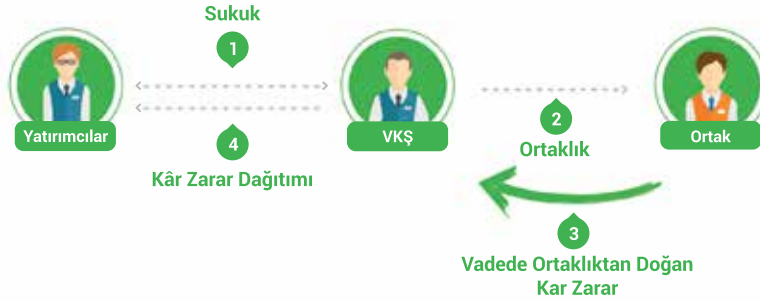 Sukuk
1
Yatırımcılar
VKŞ
Ortak
4
Kâr Zarar Dağıtımı
2
Ortaklık
3
Vadede Ortaklıktan Doğan
Kar Zarar